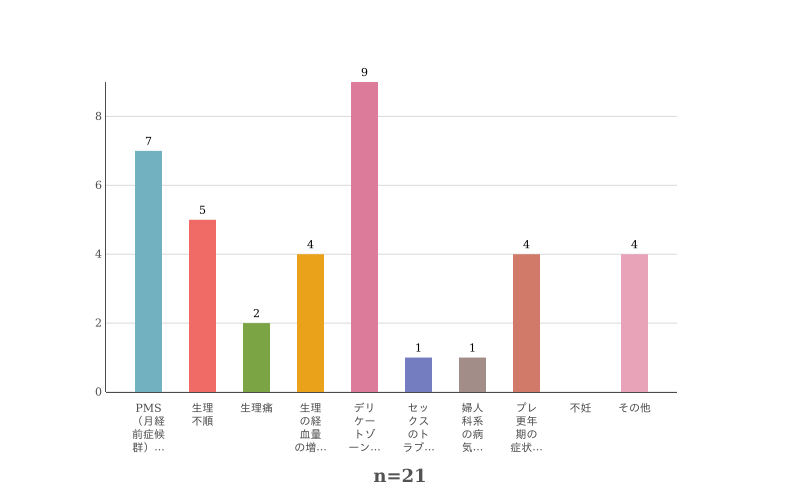 9
8
7
6
5
4
4
4
4
2
2
1
1
0
PMS
（月経
前症候
群）…
生理
不順
生理痛
生理
の経
血量
の増…
デリ
ケー
トゾ
ーン…
セッ
クス
のト
ラブ…
婦人
科系
の病
気…
プレ
更年
期の
症状…
不妊
その他
n=21